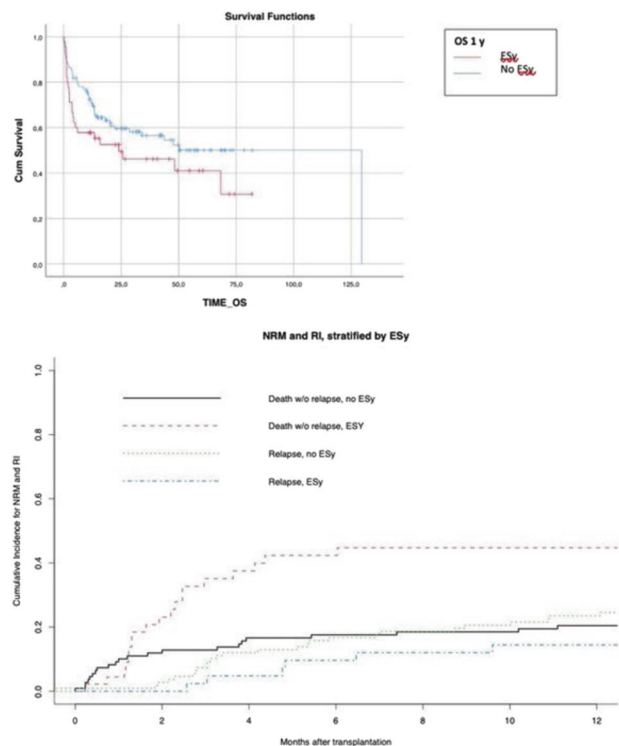 Survival Functions
OS 1 y
ESy
No ESy
1,0
0,8
0,6
0,4
0,2
0,0
Cum Survival
,0 25,0 50,0 75,0 100,0 125,0
TIME_OS
NRM and RI, stratified by ESy
1.0
0.8
0.6
0.4
0.2
0.0
Cumulative Incidence for NRM and RI
Death w/o relapse, no ESy
Death w/o relapse, ESY
Relapse, no ESy
Relapse, ESy
0 2 4 6 8 10 12
Months after transplantation